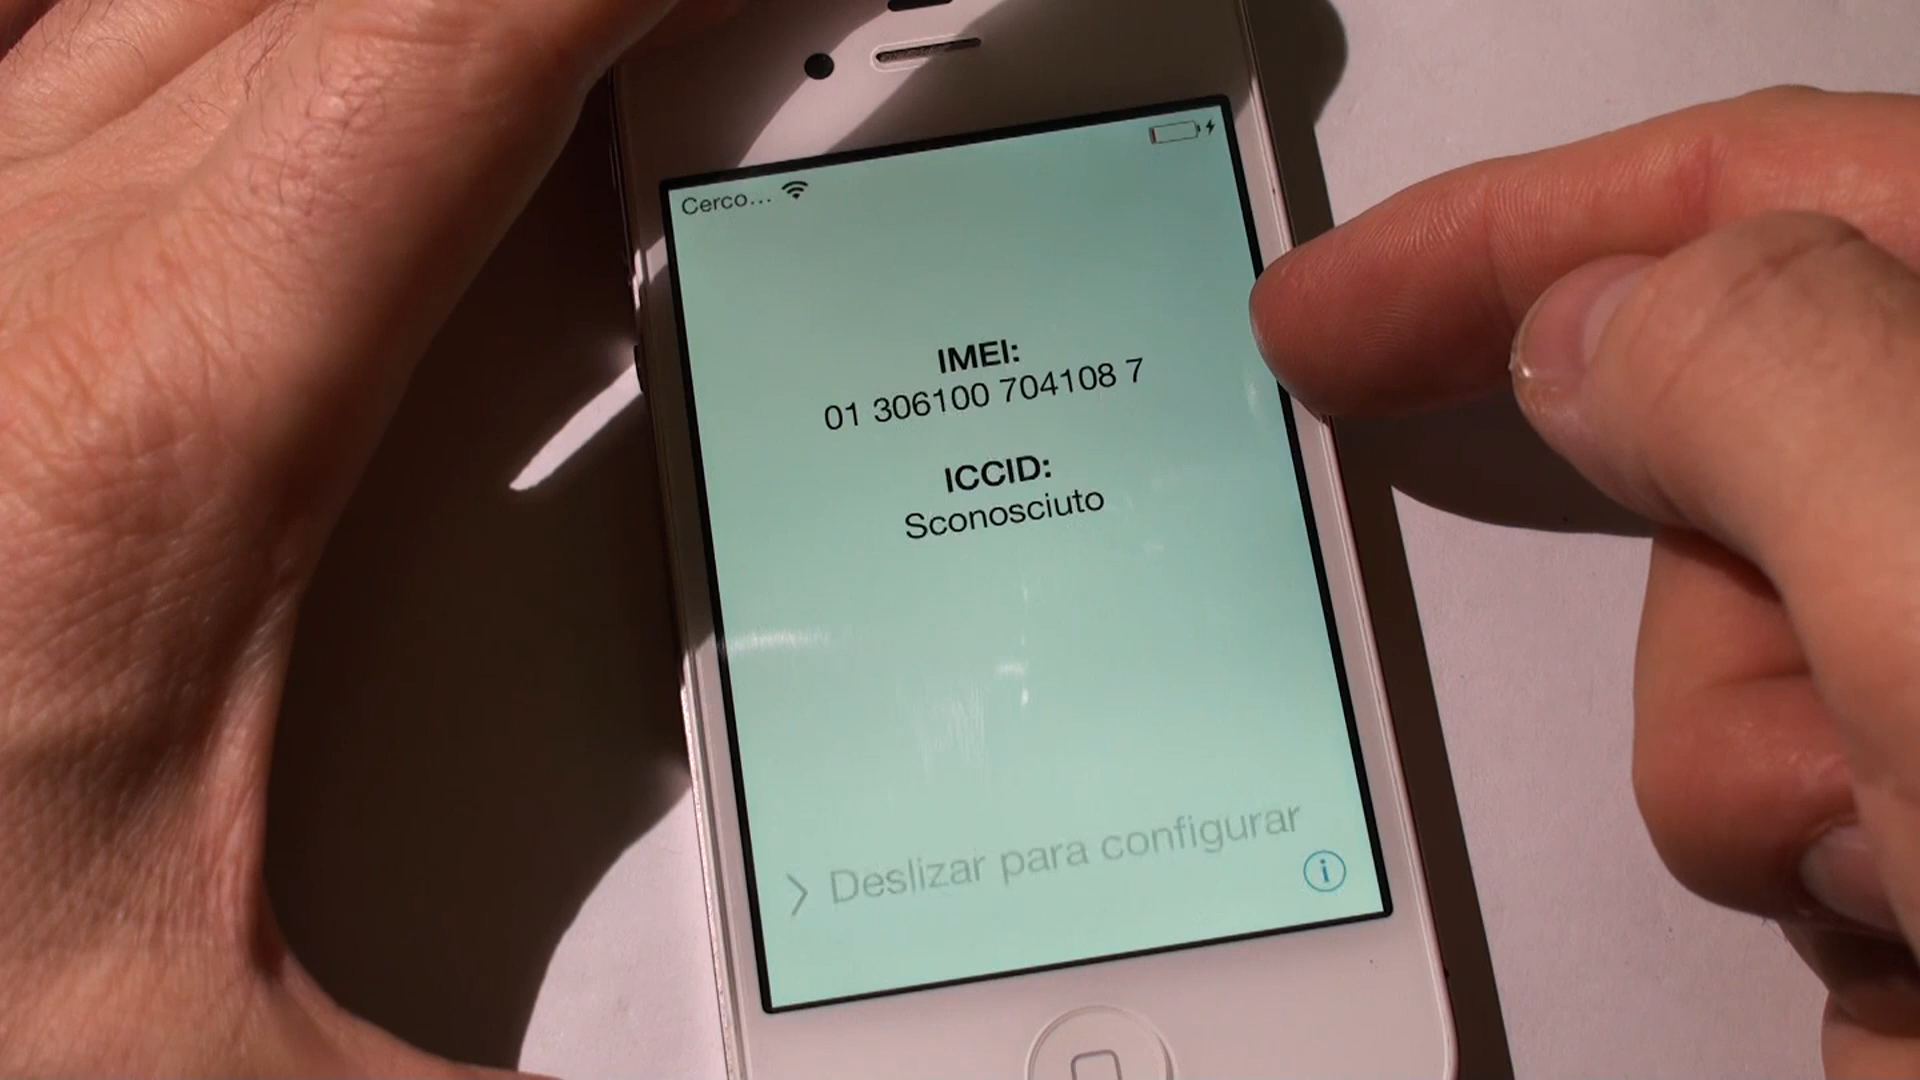 Cerco...
IMEI:
01 306100 704108 7
ICCID:
Sconosciuto
> Deslizar para configurar
i